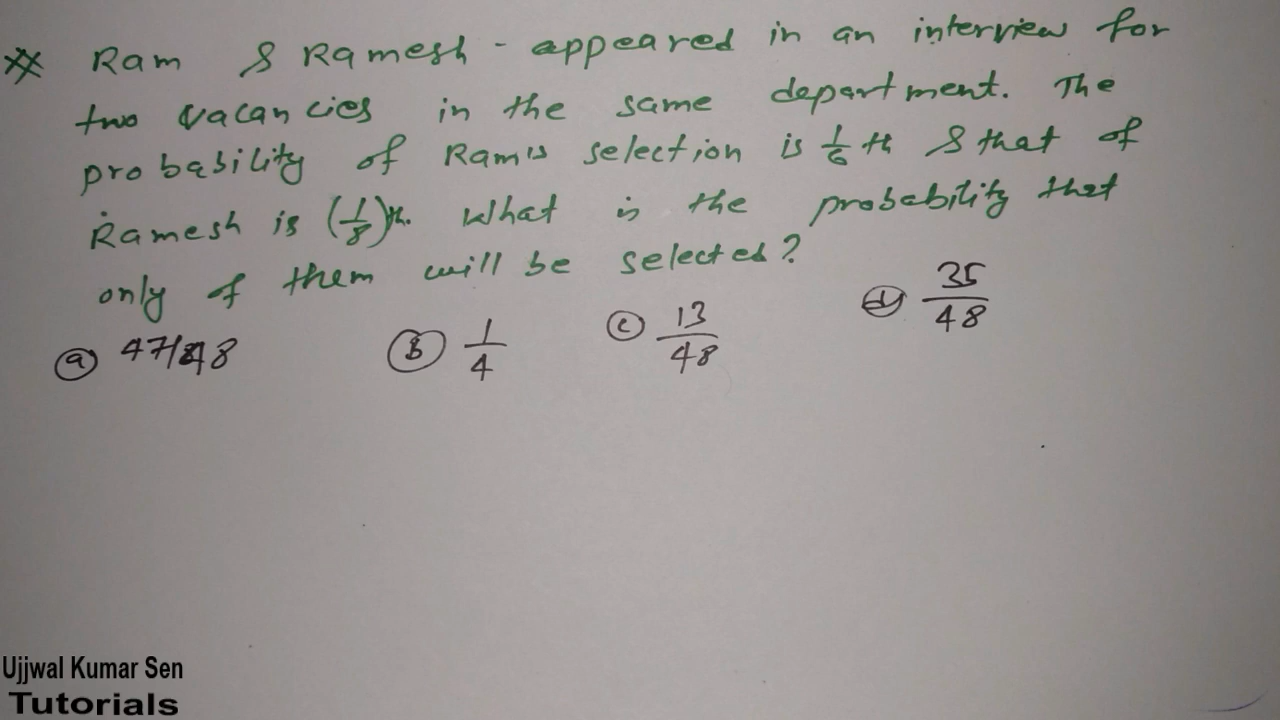 ** Ram & Ramesh - appeared in an interview for
two vacancies in the same department. The
probability of Ram's selection is 1/6 th & that of
Ramesh is (1/8)th. What is the probability that
only of them will be selected?
(a) 47/48 (b) 1/4 (c) 13/48 (d) 35/48
Ujjwal Kumar Sen
Tutorials